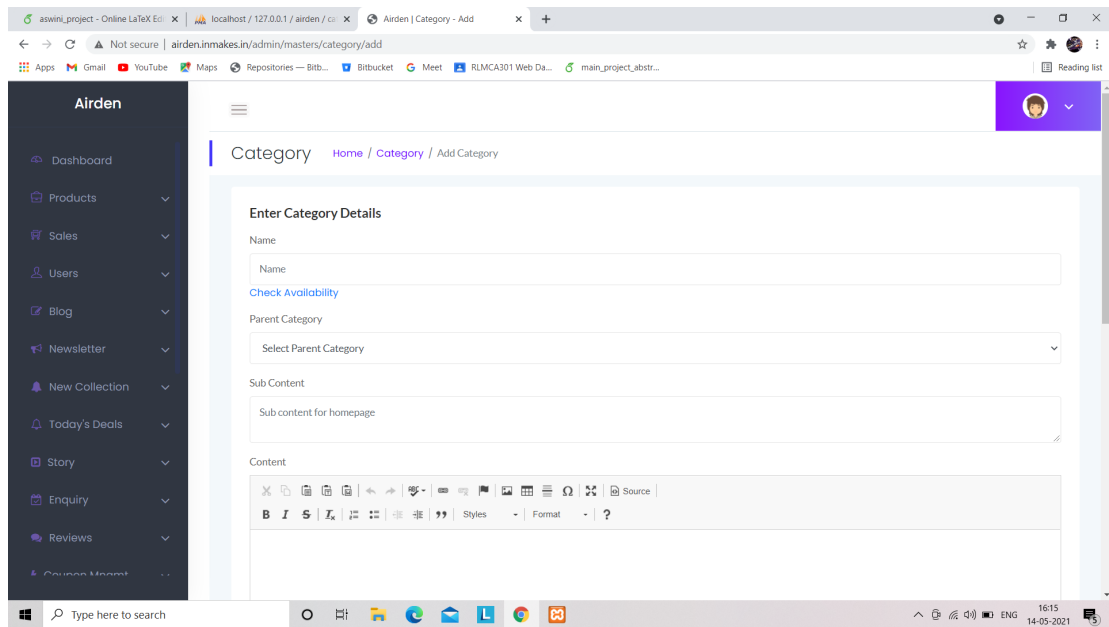 aswini_project - Online LaTeX Edi
localhost / 127.0.0.1 / airden / ca
Airden | Category - Add
Not secure | airden.inmakes.in/admin/masters/category/add
Apps Gmail YouTube Maps Repositories — Bitb... Bitbucket Meet RLMCA301 Web Da... main_project_abstr... Reading list
Airden
Dashboard
Products
Sales
Users
Blog
Newsletter
New Collection
Today's Deals
Story
Enquiry
Reviews
Coupon Mngmt
Category Home / Category / Add Category
Enter Category Details
Name
Name
Check Availability
Parent Category
Select Parent Category
Sub Content
Sub content for homepage
Content
Source
Styles Format
Type here to search
ENG
16:15
14-05-2021